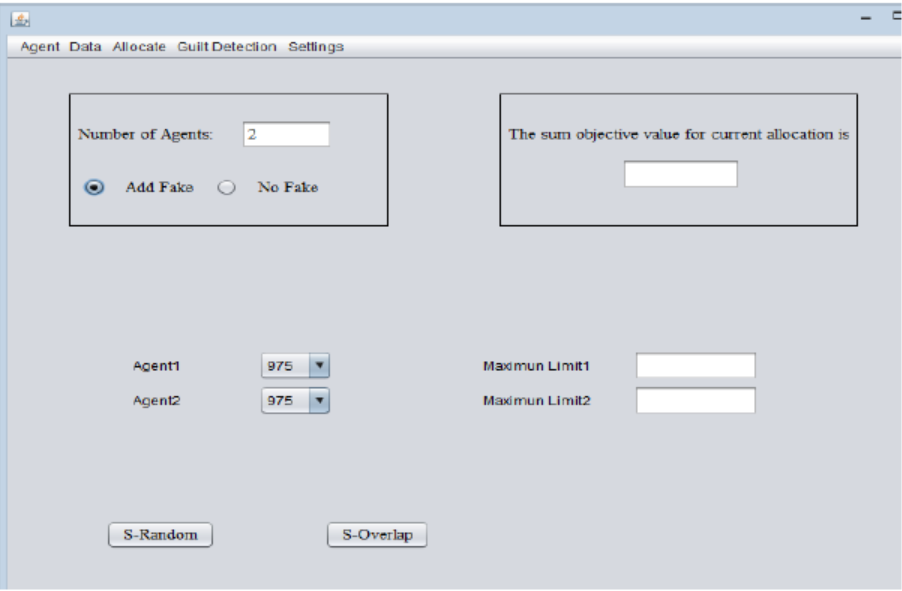 Agent Data Allocate Guilt Detection Settings
Number of Agents: 2
Add Fake No Fake
The sum objective value for current allocation is
Agent1 975 Maximun Limit1
Agent2 975 Maximun Limit2
S-Random S-Overlap